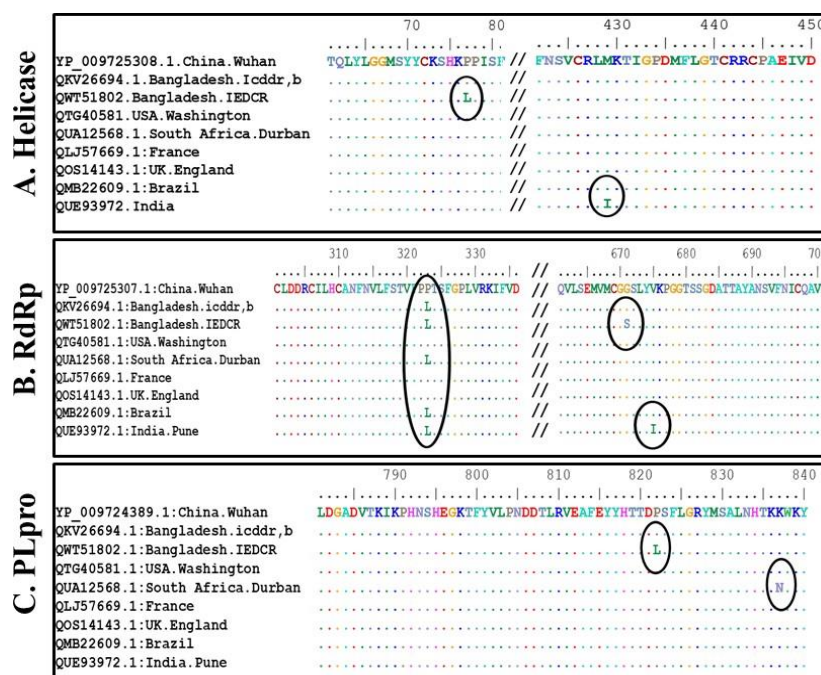 A. Helicase
70 80 430 440 450
YP_009725308.1.China.Wuhan TQLYLGGMSYYCKSHKPPISF // FNSVCRLMKTIGPDMFLGTCRRCPAEIVD
QKV26694.1.Bangladesh.Icddr,b //
QWT51802.Bangladesh.IEDCR L //
QTG40581.USA.Washington //
QUA12568.1:South Africa.Durban //
QLJ57669.1:France //
QOS14143.1:UK.England //
QMB22609.1:Brazil //
QUE93972.India // I
B. RdRp
310 320 330 670 680 690 70
YP_009725307.1:China.Wuhan CLDDRCILHCANFNVLFSTVFPPTSFGPLVRKIFVD // QVLSEMVMCGGSLYVKPGGTSSGDATTAYANSVFNICQAV
QKV26694.1:Bangladesh.icddr,b L //
QWT51802.1:Bangladesh.IEDCR L // S
QTG40581.1:USA.Washington //
QUA12568.1:South Africa.Durban L //
QLJ57669.1.France //
QOS14143.1.UK.England //
QMB22609.1:Brazil L //
QUE93972.1:India.Pune L // I
C. PLpro
790 800 810 820 830 840
YP_009724389.1:China.Wuhan LDGADVTKIKPHNSHEGKTFYVLPNDDTLRVEAFEYYHTTDPSFLGRYMSALNHTKKWKY
QKV26694.1:Bangladesh.icddr,b
QWT51802.1:Bangladesh.IEDCR L
QTG40581.1:USA.Washington
QUA12568.1:South Africa.Durban N
QLJ57669.1:France
QOS14143.1:UK.England
QMB22609.1:Brazil
QUE93972.1:India.Pune